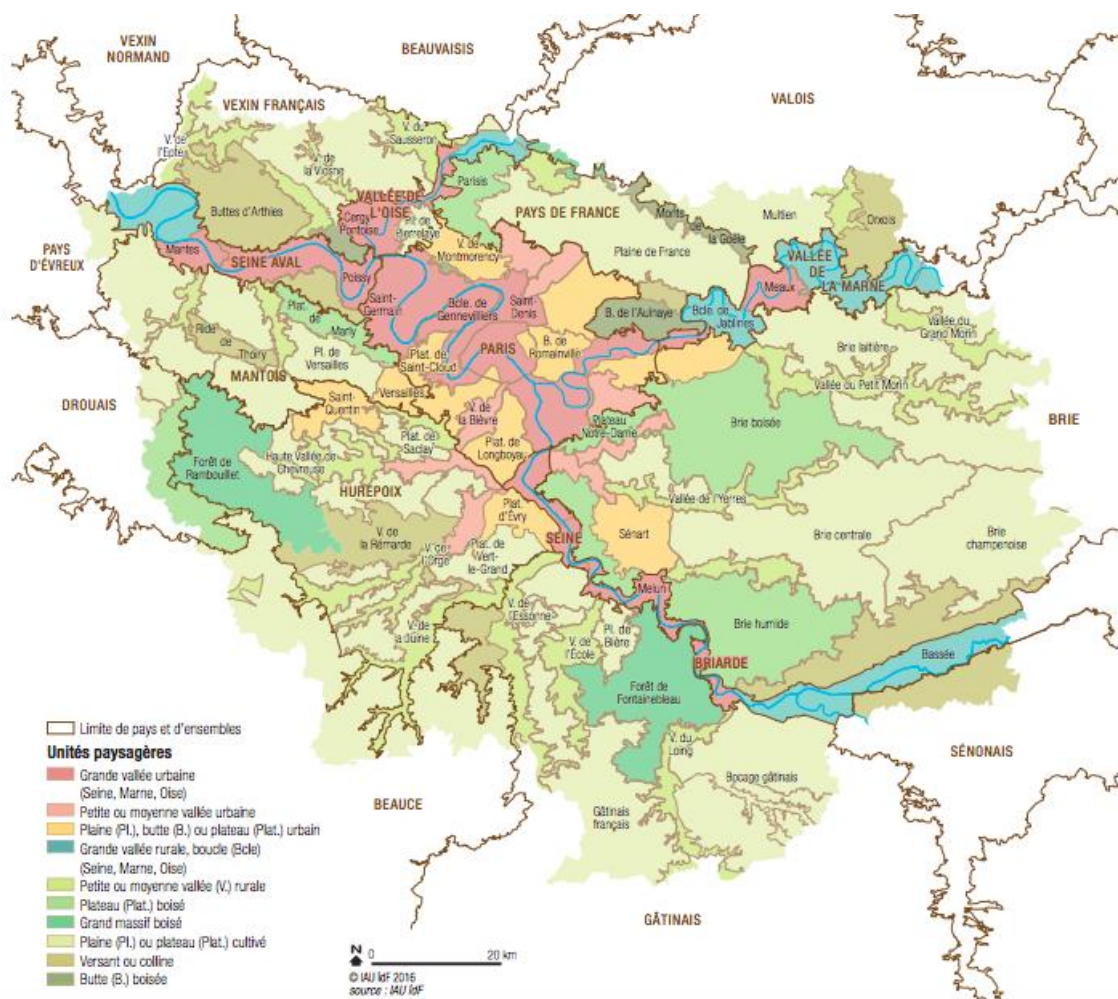 VEXIN
NORMAND
BEAUVAISIS
VALOIS
VEXIN FRANÇAIS
V. du
Sausseron
V. de
l'Epte
V. de
la Viosne
Parisis
Buttes d'Arthies
VALLÉE DE
L'OISE
Cergy
Pontoise
Pl. de
Pierrelaye
PAYS DE FRANCE
Monts
de
la Goële
Multien
Orxois
PAYS
D'ÉVREUX
Mantes
SEINE AVAL
V. de
Montmorency
Plaine de France
VALLÉE
DE
LA MARNE
Poissy
Saint-
Germain
Bcle. de
Gennevilliers
Saint-
Denis
Meaux
Plat.
de
Marly
B. de l'Aulnaye
Bcle. de
Jablines
Vallée du
Grand Morin
Ride
de
Thoiry
Pl. de
Versailles
Plat. de
Saint-Cloud
PARIS
B. de
Romainville
Brie laitière
MANTOIS
Vallée du Petit Morin
DROUAIS
Saint-
Quentin
Versailles
V. de
la Bièvre
BRIE
Plat. de
Saclay
Plateau
Notre-Dame
Brie boisée
Forêt de
Rambouillet
Haute Vallée de
Chevreuse
Plat. de
Longboyau
HUREPOIX
Vallée de l'Yerres
Plat.
d'Évry
V. de
la Rémarde
SEINE
Sénart
Brie centrale
Brie
champenoise
V. de
l'Orge
Plat. de
Vert-
le-Grand
Melun
V. de
l'Essonne
V. de
la Juine
Pl. de
Bière
Brie humide
V. de
l'École
BRIARDE
Bassée
Forêt de
Fontainebleau
V. du
Loing
SÉNONAIS
Bocage gâtinais
BEAUCE
Gâtinais
français
GÂTINAIS
Limite de pays et d'ensembles
Unités paysagères
Grande vallée urbaine
(Seine, Marne, Oise)
Petite ou moyenne vallée urbaine
Plaine (Pl.), butte (B.) ou plateau (Plat.) urbain
Grande vallée rurale, boucle (Bcle)
(Seine, Marne, Oise)
Petite ou moyenne vallée (V.) rurale
Plateau (Plat.) boisé
Grand massif boisé
Plaine (Pl.) ou plateau (Plat.) cultivé
Versant ou colline
Butte (B.) boisée
N 0 20 km
© IAU îdF 2016
source : IAU îdF